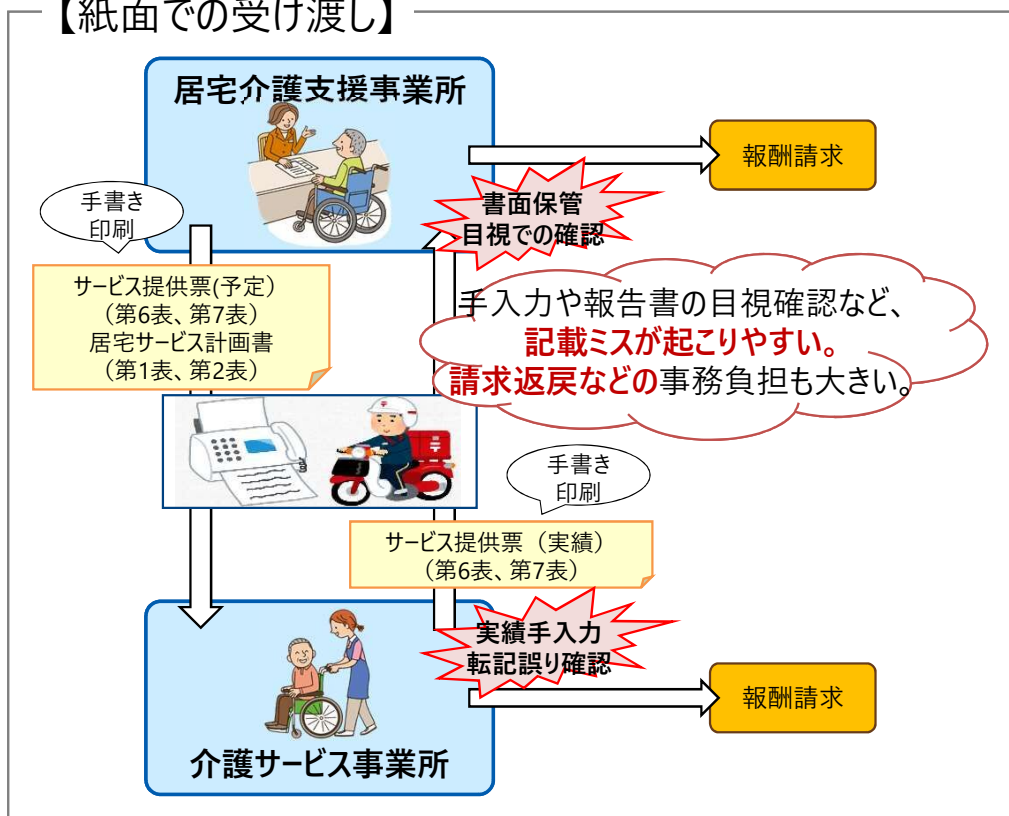 【紙面での受け渡し】
居宅介護支援事業所
報酬請求
書面保管
目視での確認
手書き
印刷
サービス提供票(予定)
(第6表、第7表)
居宅サービス計画書
(第1表、第2表)
手入力や報告書の目視確認など、
記載ミスが起こりやすい。
請求返戻などの事務負担も大きい。
手書き
印刷
サービス提供票（実績）
(第6表、第7表)
実績手入力
転記誤り確認
報酬請求
介護サービス事業所